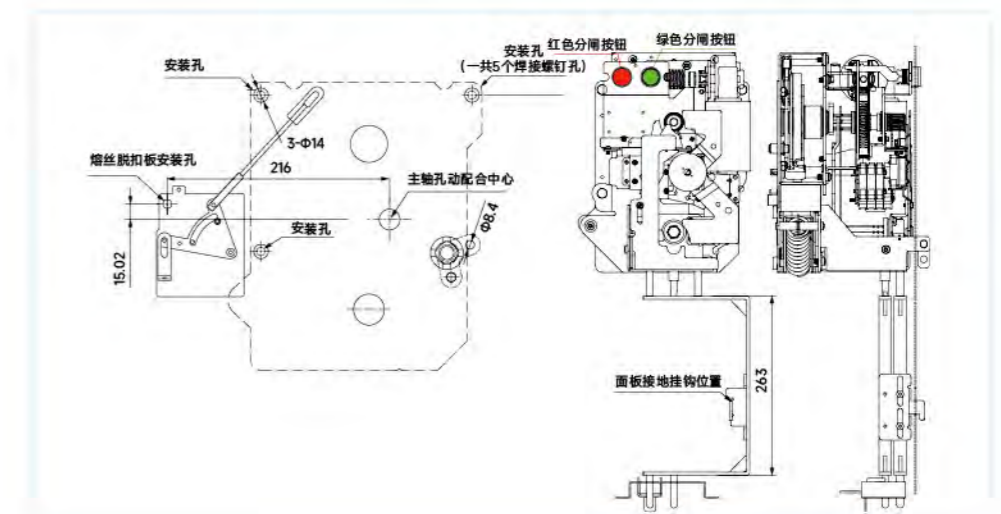 安装孔
红色分闸按钮
绿色分闸按钮
安装孔
(一共5个焊接螺钉孔)
3-Φ14
熔丝脱扣板安装孔
216
主轴孔动配合中心
Φ8.4
安装孔
15.02
面板接地挂钩位置
263